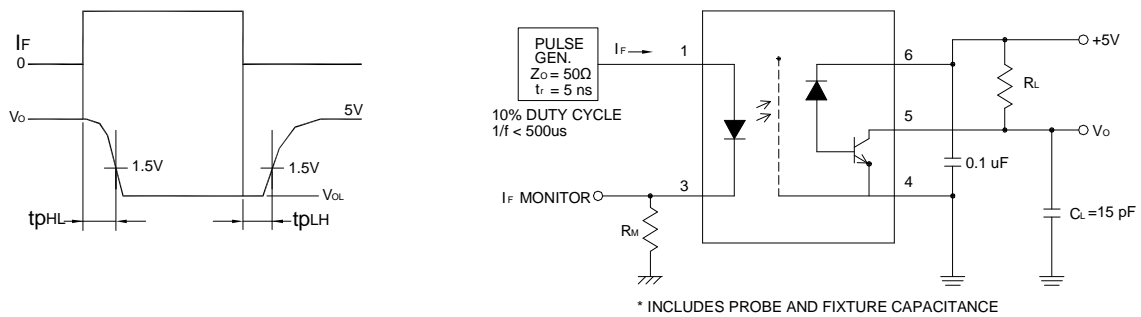 IF
0
VO
5V
1.5V
1.5V
VOL
tpHL
tpLH
PULSE
GEN.
ZO = 50Ω
tr = 5 ns
10% DUTY CYCLE
1/f < 500us
IF
1
6
5
3
4
IF MONITOR
RM
+5V
RL
VO
0.1 uF
CL=15 pF
* INCLUDES PROBE AND FIXTURE CAPACITANCE